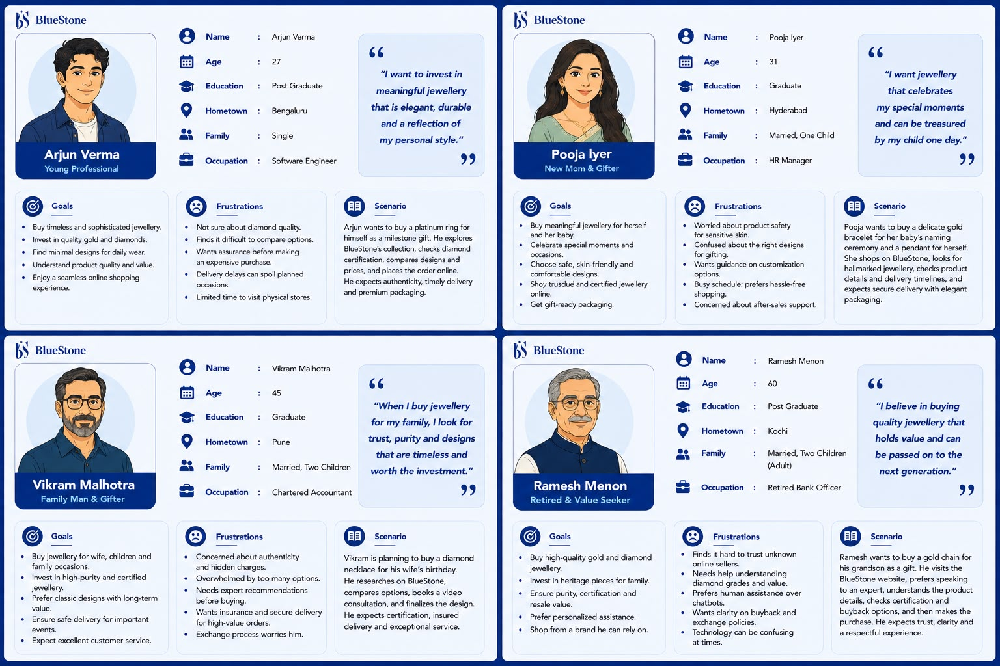 BlueStone
Arjun Verma
Young Professional
Name : Arjun Verma
Age : 27
Education : Post Graduate
Hometown : Bengaluru
Family : Single
Occupation : Software Engineer
“
“I want to invest in
meaningful jewellery
that is elegant, durable
and a reflection of
my personal style.”
”
Goals
• Buy timeless and sophisticated jewellery.
• Invest in quality gold and diamonds.
• Find minimal designs for daily wear.
• Understand product quality and value.
• Enjoy a seamless online shopping
experience.
Frustrations
• Not sure about diamond quality.
• Finds it difficult to compare options.
• Wants assurance before making
an expensive purchase.
• Delivery delays can spoil planned
occasions.
• Limited time to visit physical stores.
Scenario
Arjun wants to buy a platinum ring for
himself as a milestone gift. He explores
BlueStone’s collection, checks diamond
certification, compares designs and
prices, and places the order online.
He expects authenticity, timely delivery
and premium packaging.
BlueStone
Pooja Iyer
New Mom & Gifter
Name : Pooja Iyer
Age : 31
Education : Graduate
Hometown : Hyderabad
Family : Married, One Child
Occupation : HR Manager
“
“I want jewellery
that celebrates
my special moments
and can be treasured
by my child one day.”
”
Goals
• Buy meaningful jewellery for herself
and her baby.
• Celebrate special moments and
occasions.
• Choose safe, skin-friendly and
comfortable designs.
• and certified jewellery
online.
• Get gift-ready packaging.
Frustrations
• Worried about product safety
for sensitive skin.
• Confused about the right designs
for gifting.
• Wants guidance on customization
options.
• Busy schedule; prefers hassle-free
shopping.
• Concerned about after-sales support.
Scenario
Pooja wants to buy a delicate gold
bracelet for her baby’s naming
ceremony and a pendant for herself.
She shops on BlueStone, looks for
hallmarked jewellery, checks product
details and delivery timelines, and
expects secure delivery with elegant
packaging.
BlueStone
Vikram Malhotra
Family Man & Gifter
Name : Vikram Malhotra
Age : 45
Education : Graduate
Hometown : Pune
Family : Married, Two Children
Occupation : Chartered Accountant
“
“When I buy jewellery
for my family, I look for
trust, purity and designs
that are timeless and
worth the investment.”
”
Goals
• Buy jewellery for wife, children and
family occasions.
• Invest in high-purity and certified
jewellery.
• Prefer classic designs with long-term
value.
• Ensure safe delivery for important
events.
• Expect excellent customer service.
Frustrations
• Concerned about authenticity
and hidden charges.
• Overwhelmed by too many options.
• Needs expert recommendations
before buying.
• Wants insurance and secure delivery
for high-value orders.
• Exchange process worries him.
Scenario
Vikram is planning to buy a diamond
necklace for his wife’s birthday.
He researches on BlueStone,
compares options, books a video
consultation, and finalizes the design.
He expects certification, insured
delivery and exceptional service.
BlueStone
Ramesh Menon
Retired & Value Seeker
Name : Ramesh Menon
Age : 60
Education : Post Graduate
Hometown : Kochi
Family : Married, Two Children
(Adult)
Occupation : Retired Bank Officer
“
“I believe in buying
quality jewellery that
holds value and can
be passed on to the
next generation.”
”
Goals
• Buy high-quality gold and diamond
jewellery.
• Invest in heritage pieces for family.
• Ensure purity, certification and
resale value.
• Prefer personalized assistance.
• Shop from a brand he can rely on.
Frustrations
• Finds it hard to trust unknown
online sellers.
• Needs help understanding
diamond grades and value.
• Prefers human assistance over
chatbots.
• Wants clarity on buyback and
exchange policies.
• Technology can be confusing
at times.
Scenario
Ramesh wants to buy a gold chain for
his grandson as a gift. He visits the
BlueStone website, prefers speaking
to an expert, understands the product
details, checks certification and
buyback options, and then makes the
purchase. He expects trust, clarity and
a respectful experience.